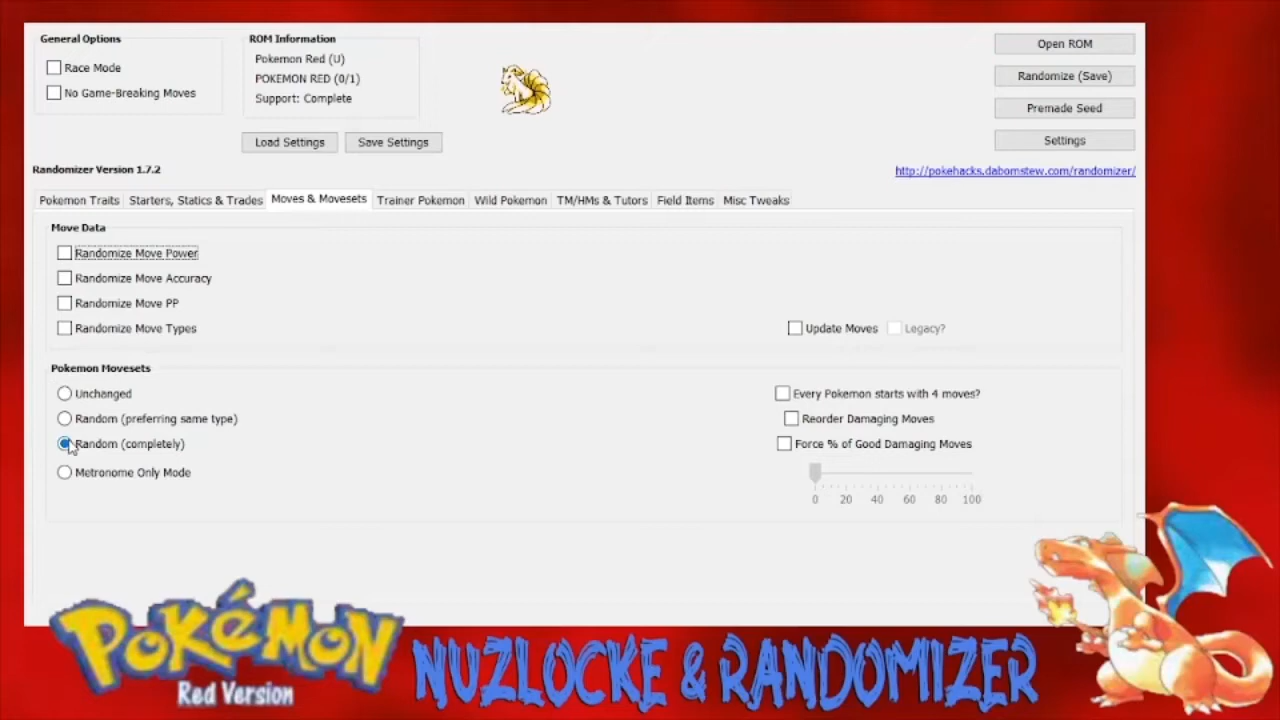 General Options
Race Mode
No Game-Breaking Moves
ROM Information
Pokemon Red (U)
POKEMON RED (0/1)
Support: Complete
Load Settings
Save Settings
Open ROM
Randomize (Save)
Premade Seed
Settings
Randomizer Version 1.7.2
http://pokehacks.dabomstew.com/randomizer/
Pokemon Traits
Starters, Statics & Trades
Moves & Movesets
Trainer Pokemon
Wild Pokemon
TM/HMs & Tutors
Field Items
Misc Tweaks
Move Data
Randomize Move Power
Randomize Move Accuracy
Randomize Move PP
Randomize Move Types
Update Moves
Legacy?
Pokemon Movesets
Unchanged
Random (preferring same type)
Random (completely)
Metronome Only Mode
Every Pokemon starts with 4 moves?
Reorder Damaging Moves
Force % of Good Damaging Moves
0 20 40 60 80 100
POKéMON
Red Version
NUZLOCKE & RANDOMIZER